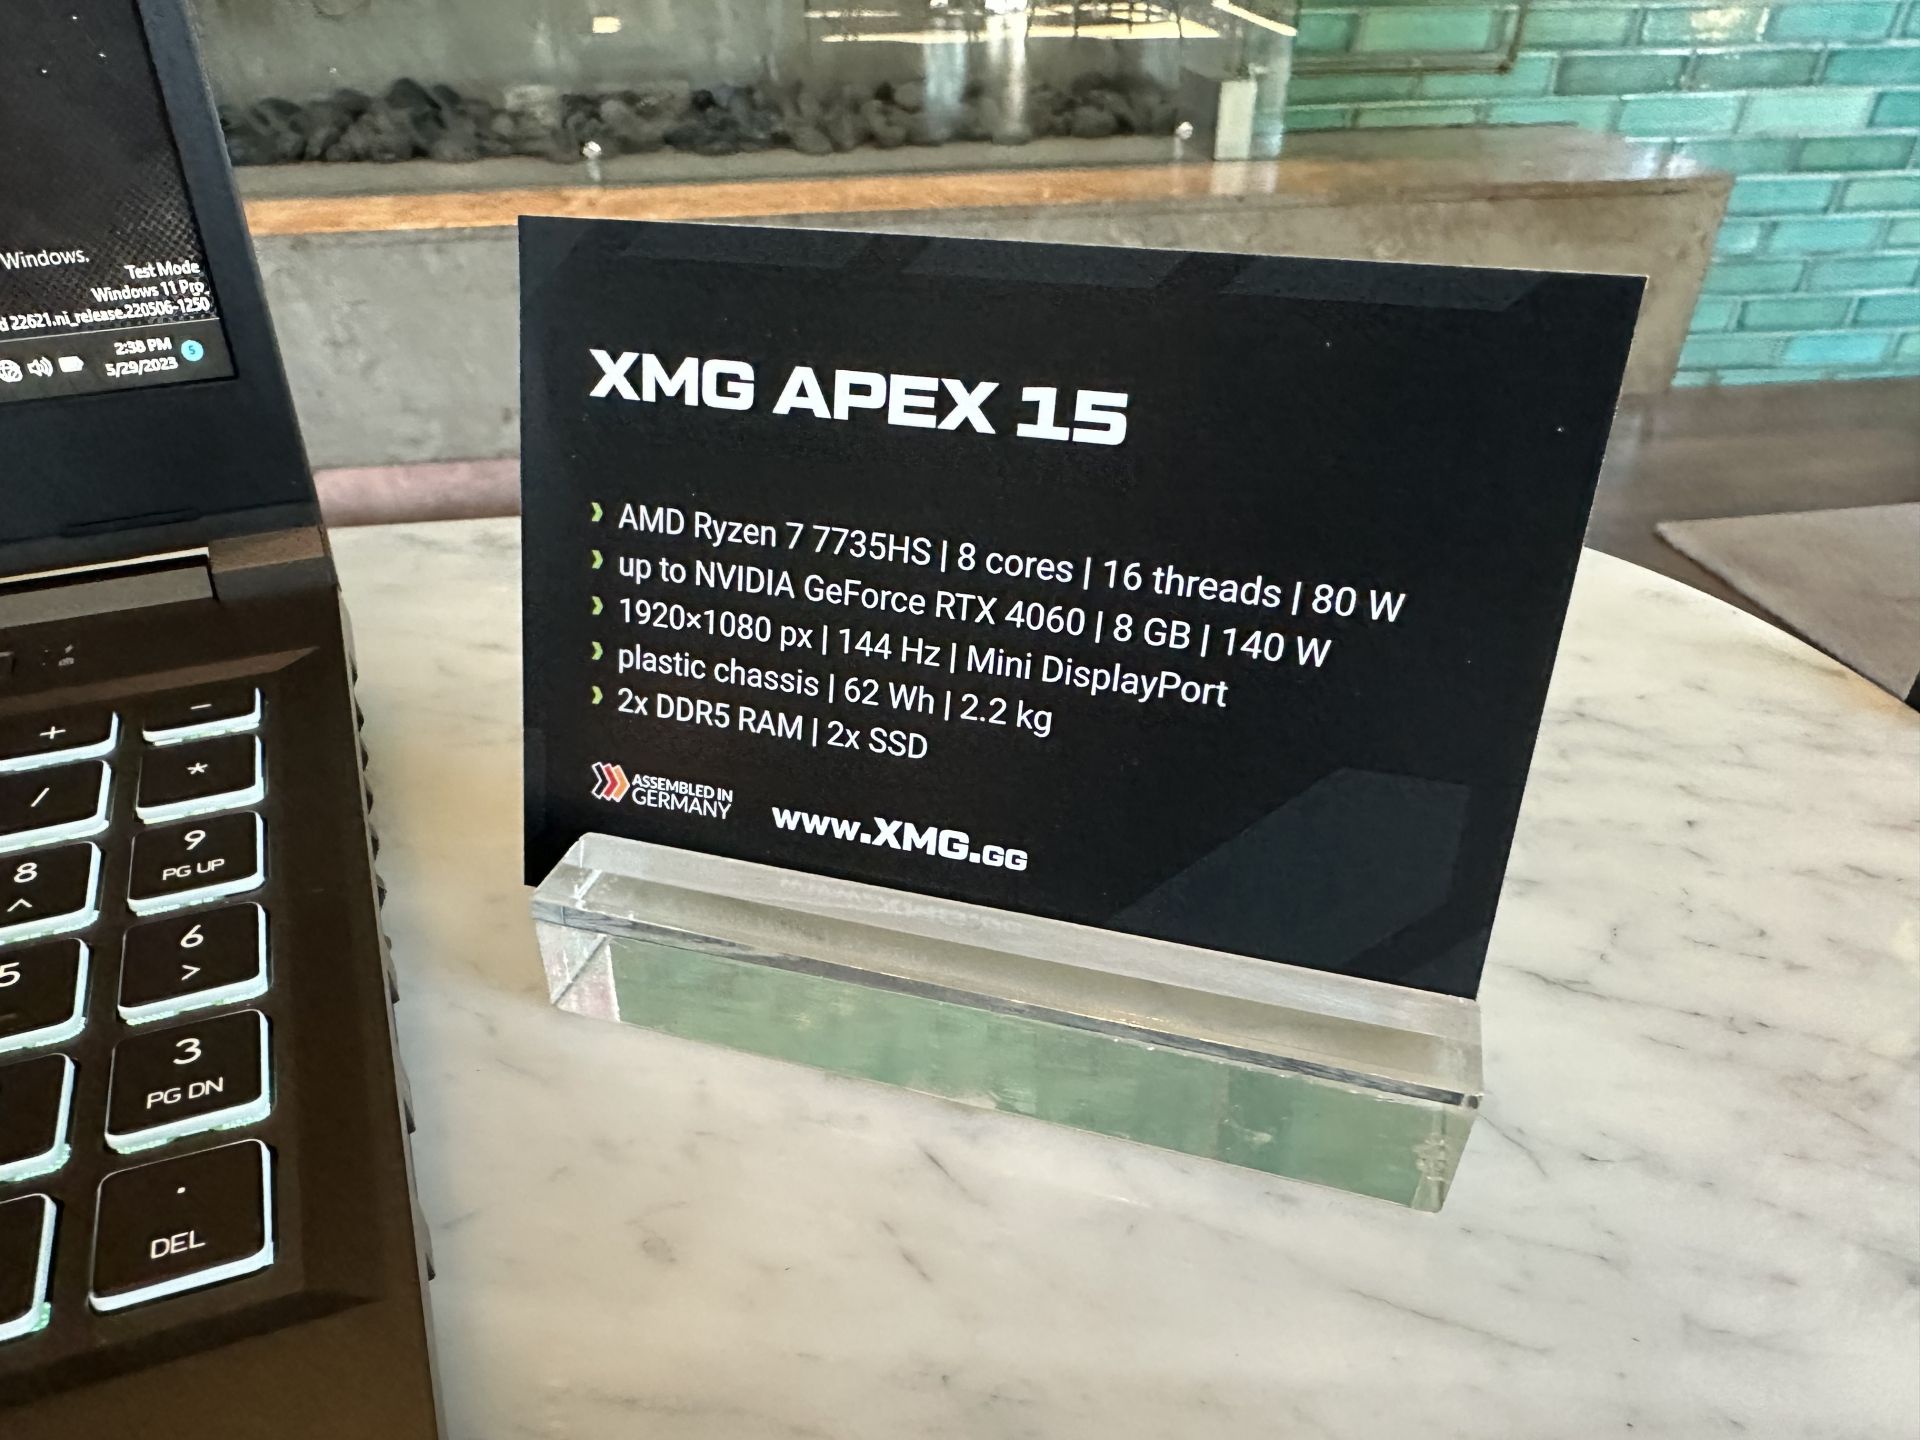 Windows.
Test Mode
Windows 11 Pro
22621.ni_release.220506-1250
2:38 PM
5/29/2023
5
XMG APEX 15
› AMD Ryzen 7 7735HS | 8 cores | 16 threads | 80 W
› up to NVIDIA GeForce RTX 4060 | 8 GB | 140 W
› 1920×1080 px | 144 Hz | Mini DisplayPort
› plastic chassis | 62 Wh | 2.2 kg
› 2x DDR5 RAM | 2x SSD
ASSEMBLED IN
GERMANY
www.XMG.GG
+ -
/ *
8 9
^ PG UP
5 6
>
3
PG DN
.
DEL